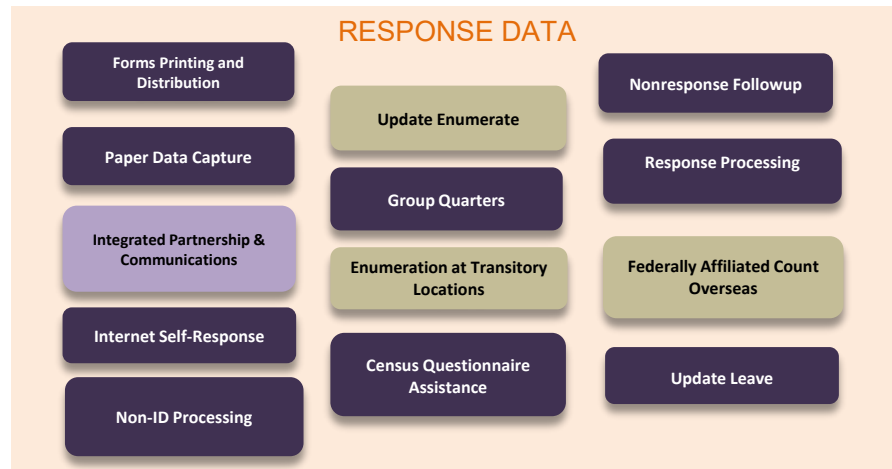 RESPONSE DATA
Forms Printing and
Distribution
Paper Data Capture
Integrated Partnership &
Communications
Internet Self-Response
Non-ID Processing
Update Enumerate
Group Quarters
Enumeration at Transitory
Locations
Census Questionnaire
Assistance
Nonresponse Followup
Response Processing
Federally Affiliated Count
Overseas
Update Leave